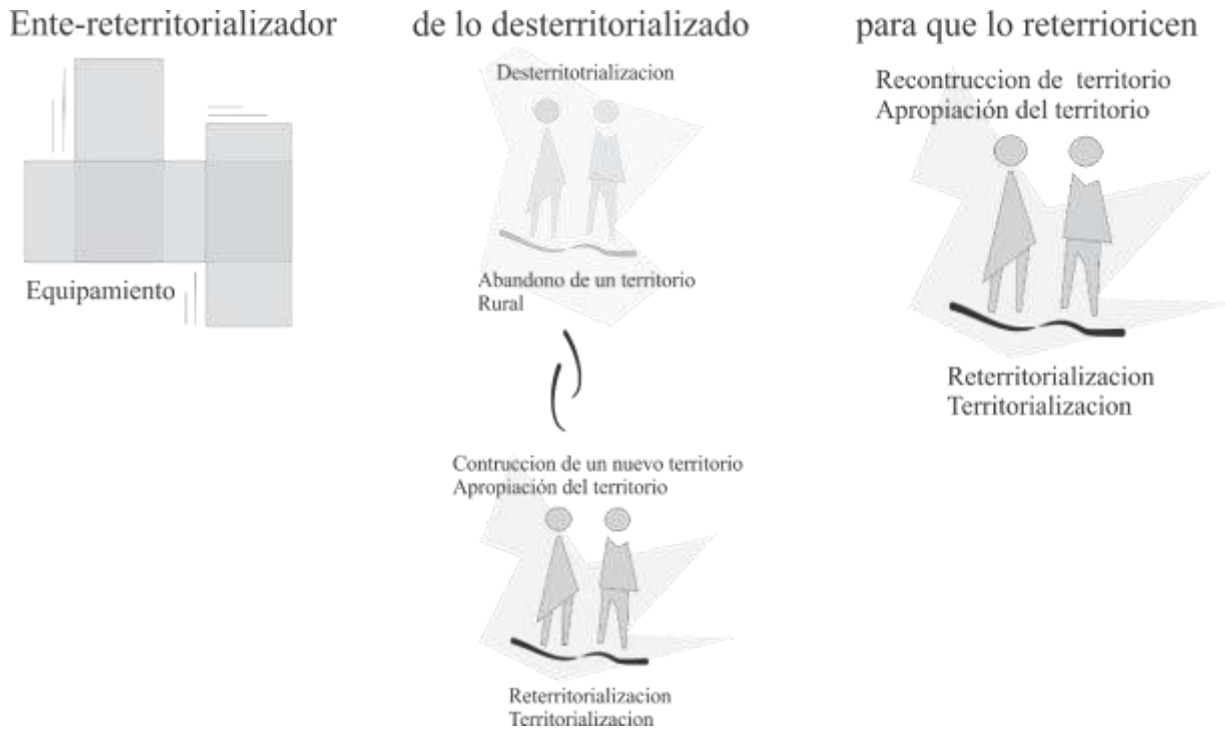 Ente-reterritorializador
Equipamiento
de lo desterritorializado
Desterritotrializacion
Abandono de un territorio
Rural
Contruccion de un nuevo territorio
Apropiación del territorio
Reterritorializacion
Territorializacion
para que lo reterrioricen
Recontruccion de territorio
Apropiación del territorio
Reterritorializacion
Territorializacion